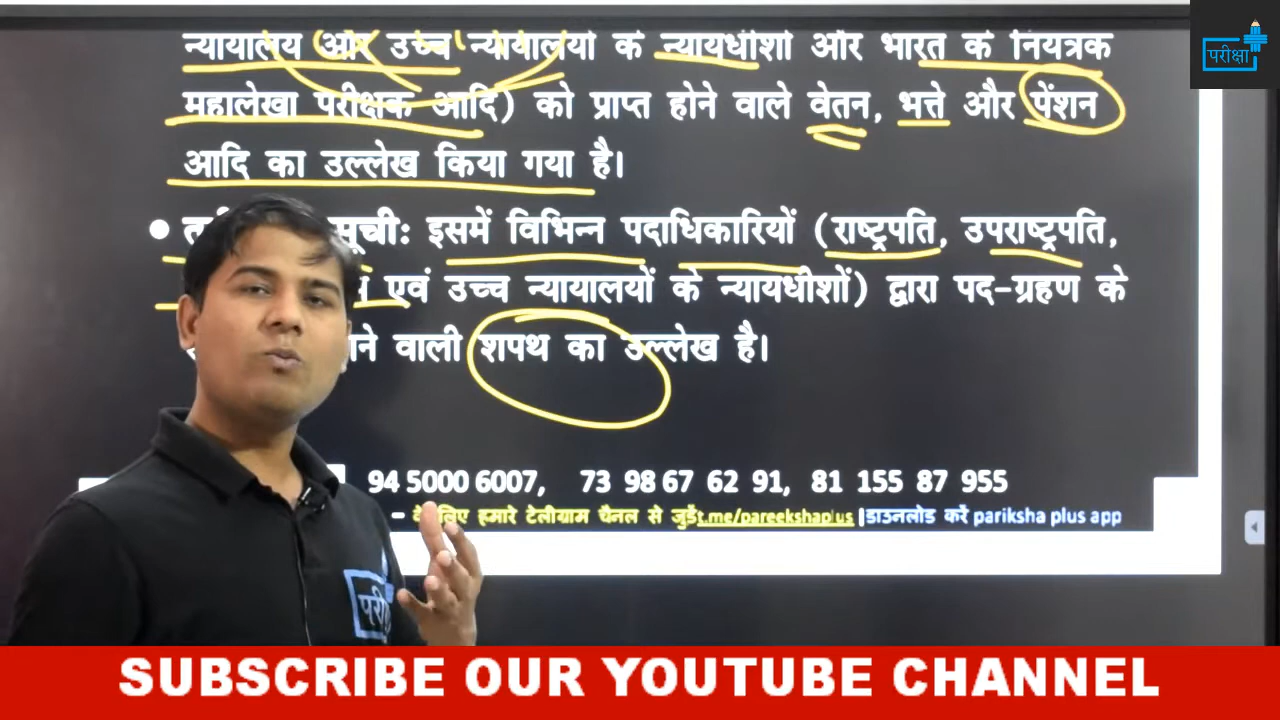 परीक्षा
न्यायालय और उच्च न्यायालयों के न्यायधीशों और भारत के नियंत्रक
महालेखा परीक्षक आदि) को प्राप्त होने वाले वेतन, भत्ते और पेंशन
आदि का उल्लेख किया गया है।
सूची: इसमें विभिन्न पदाधिकारियों (राष्ट्रपति, उपराष्ट्रपति,
एवं उच्च न्यायालयों के न्यायधीशों) द्वारा पद-ग्रहण के
वाली शपथ का उल्लेख है।
94 5000 6007, 73 98 67 62 91, 81 155 87 955
– के लिए हमारे टेलीग्राम चैनल से जुड़ें t.me/pareekshaplus |डाउनलोड करें pariksha plus app
SUBSCRIBE OUR YOUTUBE CHANNEL